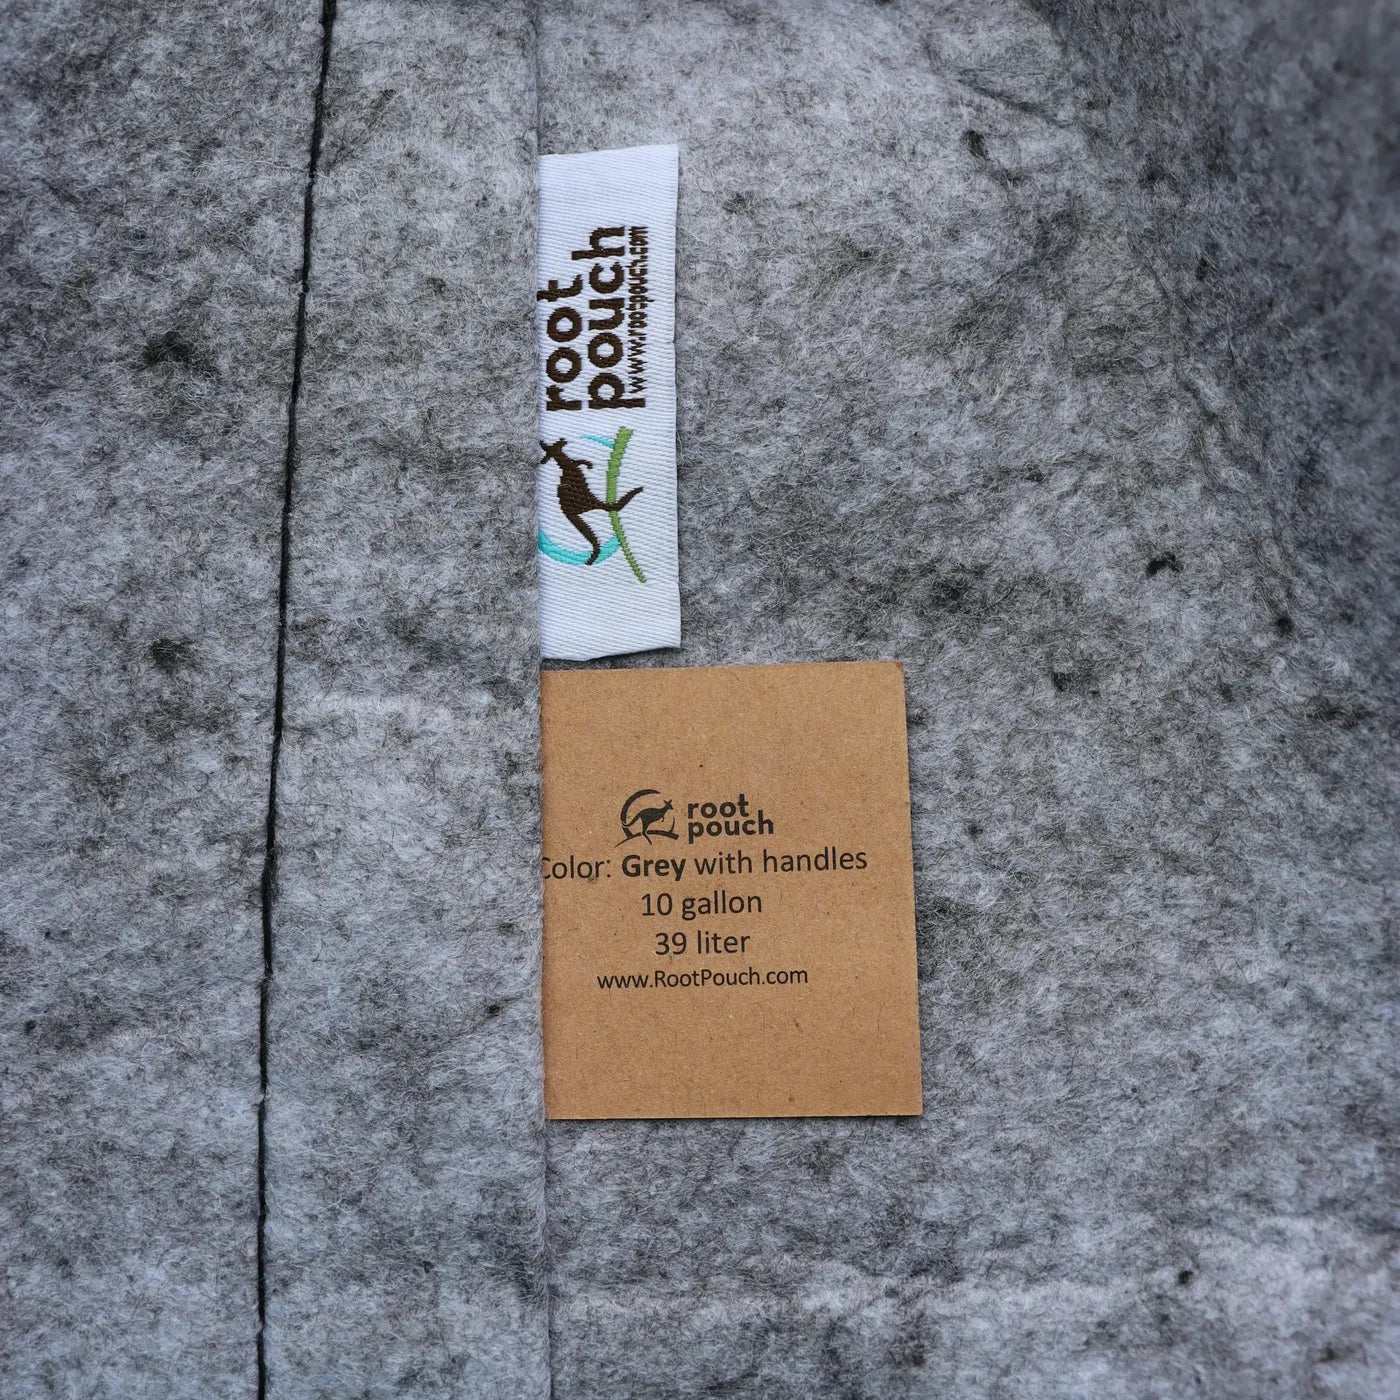 root
pouch
www.rootpouch.com
root
pouch
Color: Grey with handles
10 gallon
39 liter
www.RootPouch.com